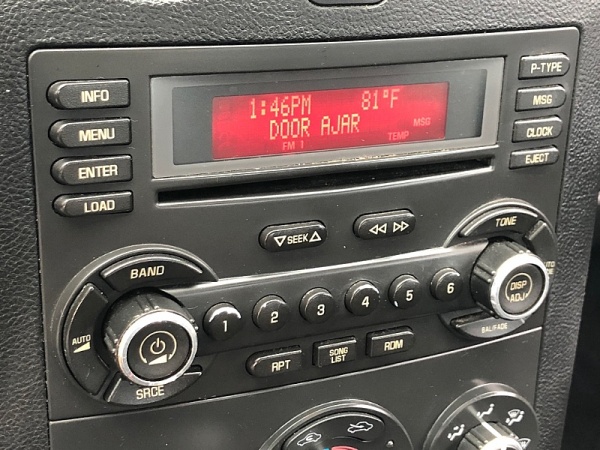 INFO
MENU
ENTER
LOAD
1:46PM 81°F
DOOR AJAR
MSG
FM 1
TEMP
P-TYPE
MSG
CLOCK
EJECT
SEEK
BAND
AUTO
SRCE
1 2 3 4 5 6
RPT
SONG
LIST
RDM
TONE
DISP
ADJ
BAL/FADE